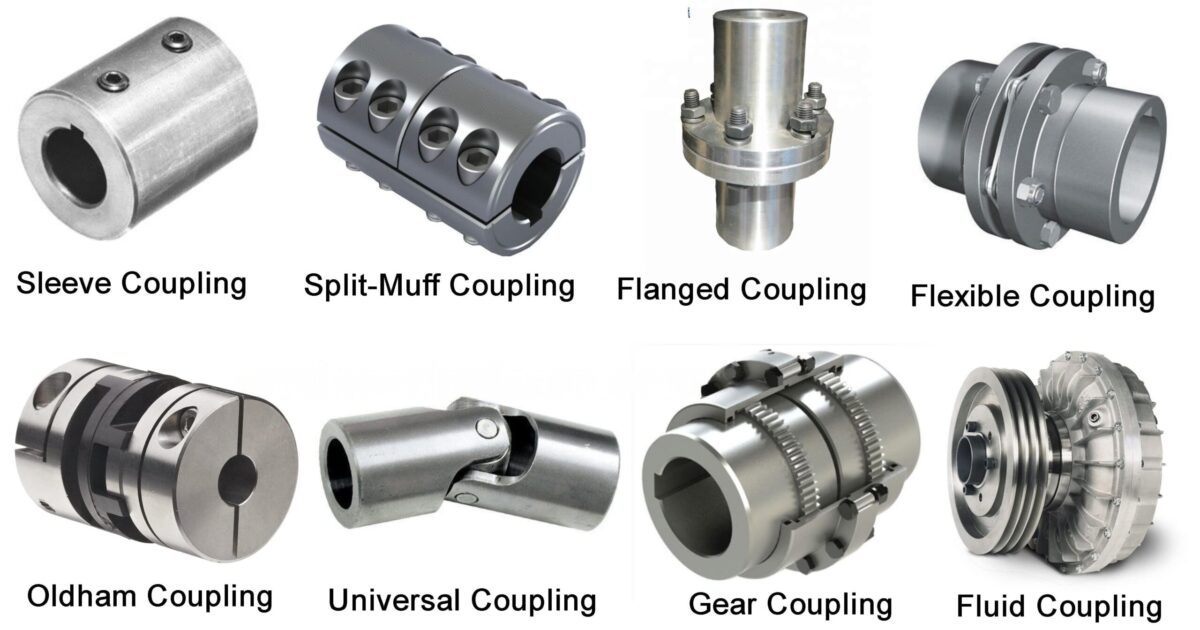 Sleeve Coupling
Split-Muff Coupling
Flanged Coupling
Flexible Coupling
Oldham Coupling
Universal Coupling
Gear Coupling
Fluid Coupling